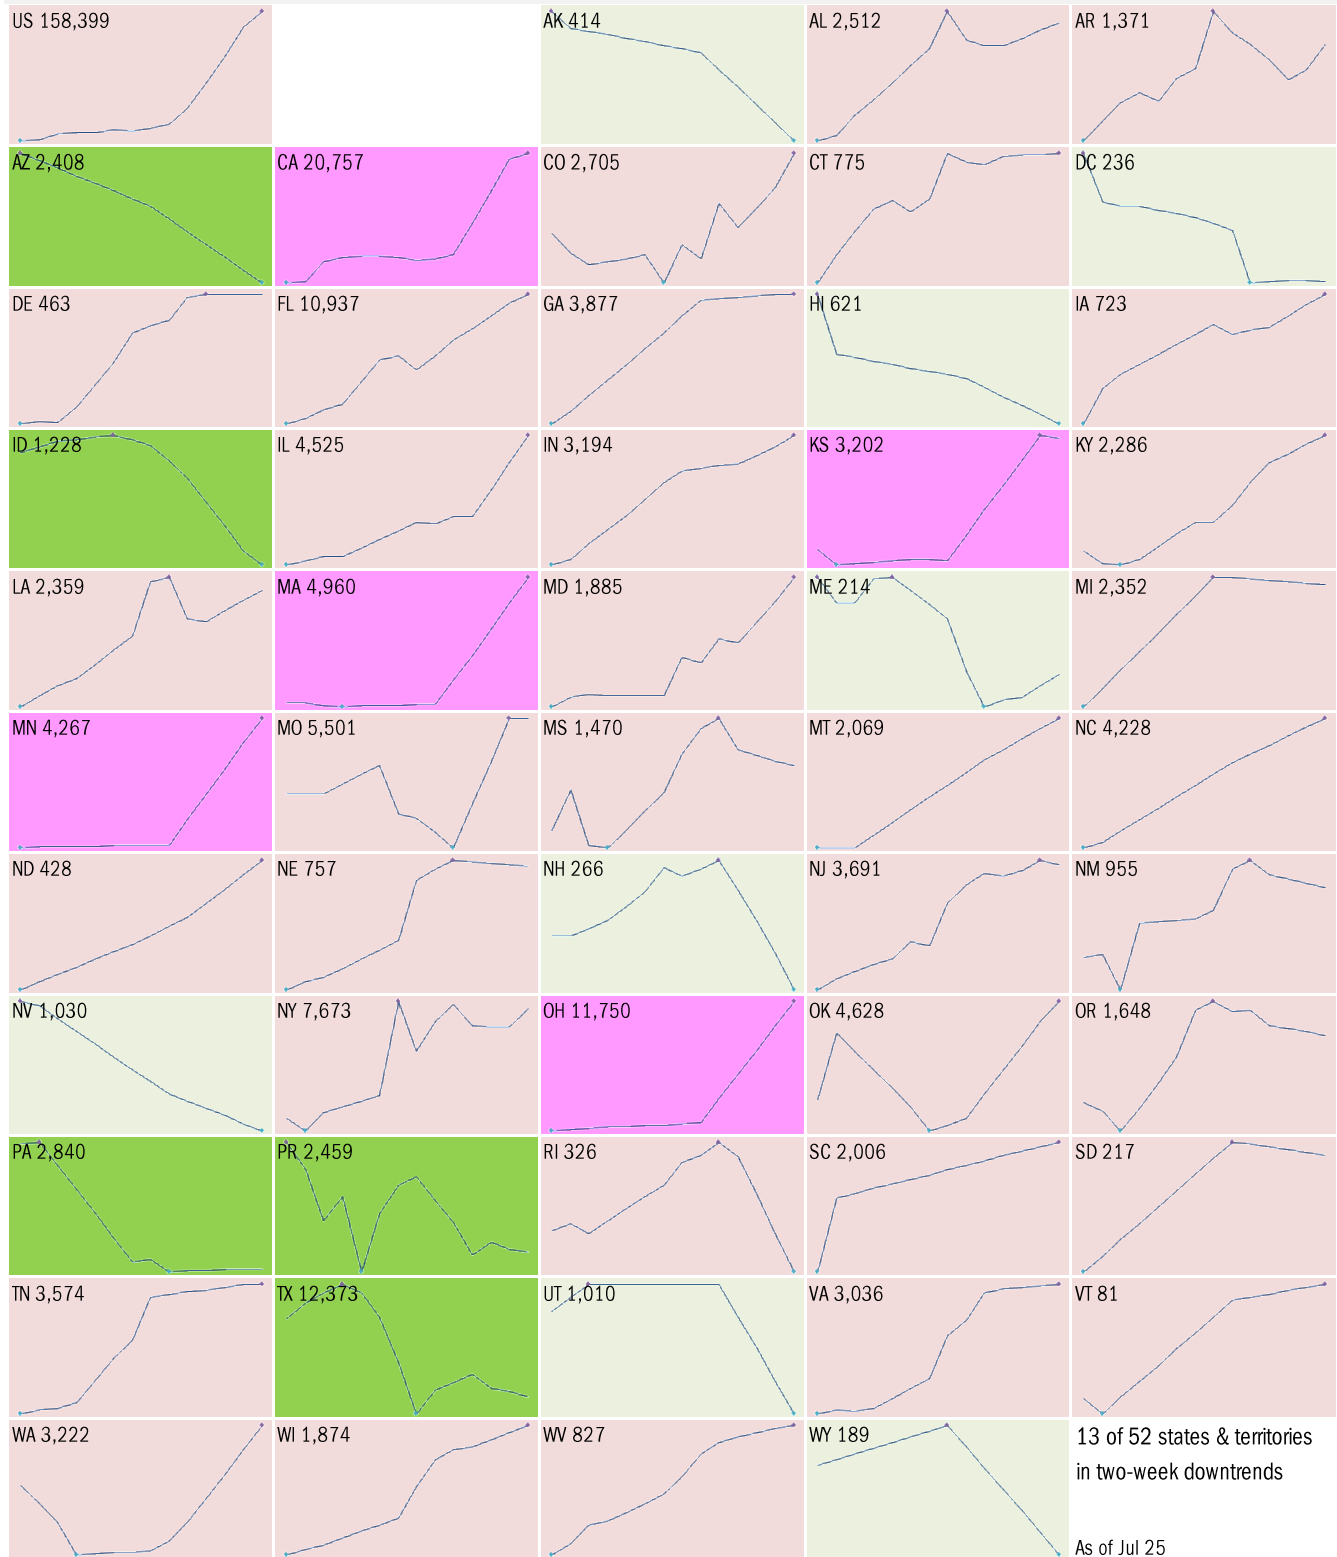 US 158,399
AK 414
AL 2,512
AR 1,371
AZ 2,408
CA 20,757
CO 2,705
CT 775
DC 236
DE 463
FL 10,937
GA 3,877
HI 621
IA 723
ID 1,228
IL 4,525
IN 3,194
KS 3,202
KY 2,286
LA 2,359
MA 4,960
MD 1,885
ME 214
MI 2,352
MN 4,267
MO 5,501
MS 1,470
MT 2,069
NC 4,228
ND 428
NE 757
NH 266
NJ 3,691
NM 955
NV 1,030
NY 7,673
OH 11,750
OK 4,628
OR 1,648
PA 2,840
PR 2,459
RI 326
SC 2,006
SD 217
TN 3,574
TX 12,373
UT 1,010
VA 3,036
VT 81
WA 3,222
WI 1,874
WV 827
WY 189
13 of 52 states & territories
in two-week downtrends
As of Jul 25